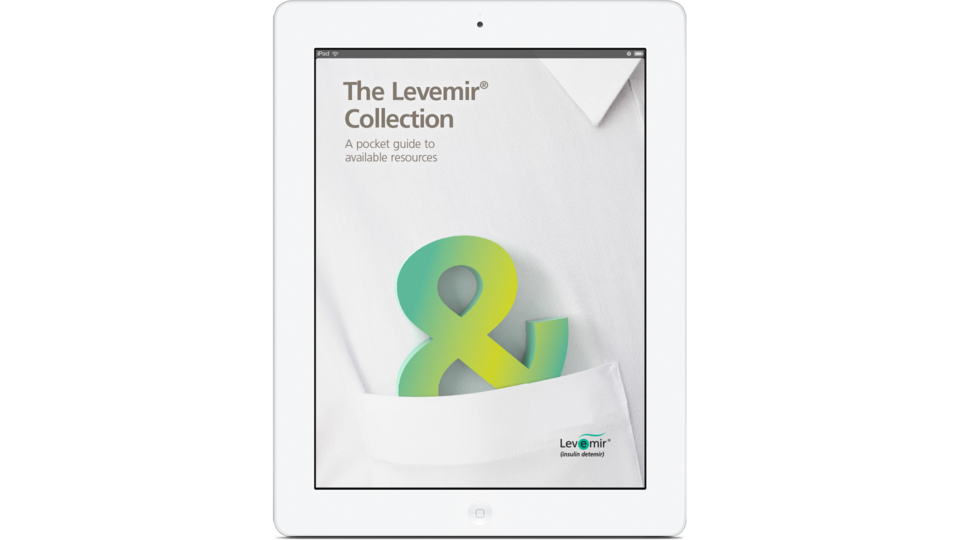 iPad
The Levemir®
Collection
A pocket guide to
available resources
&
Levemir®
(insulin detemir)